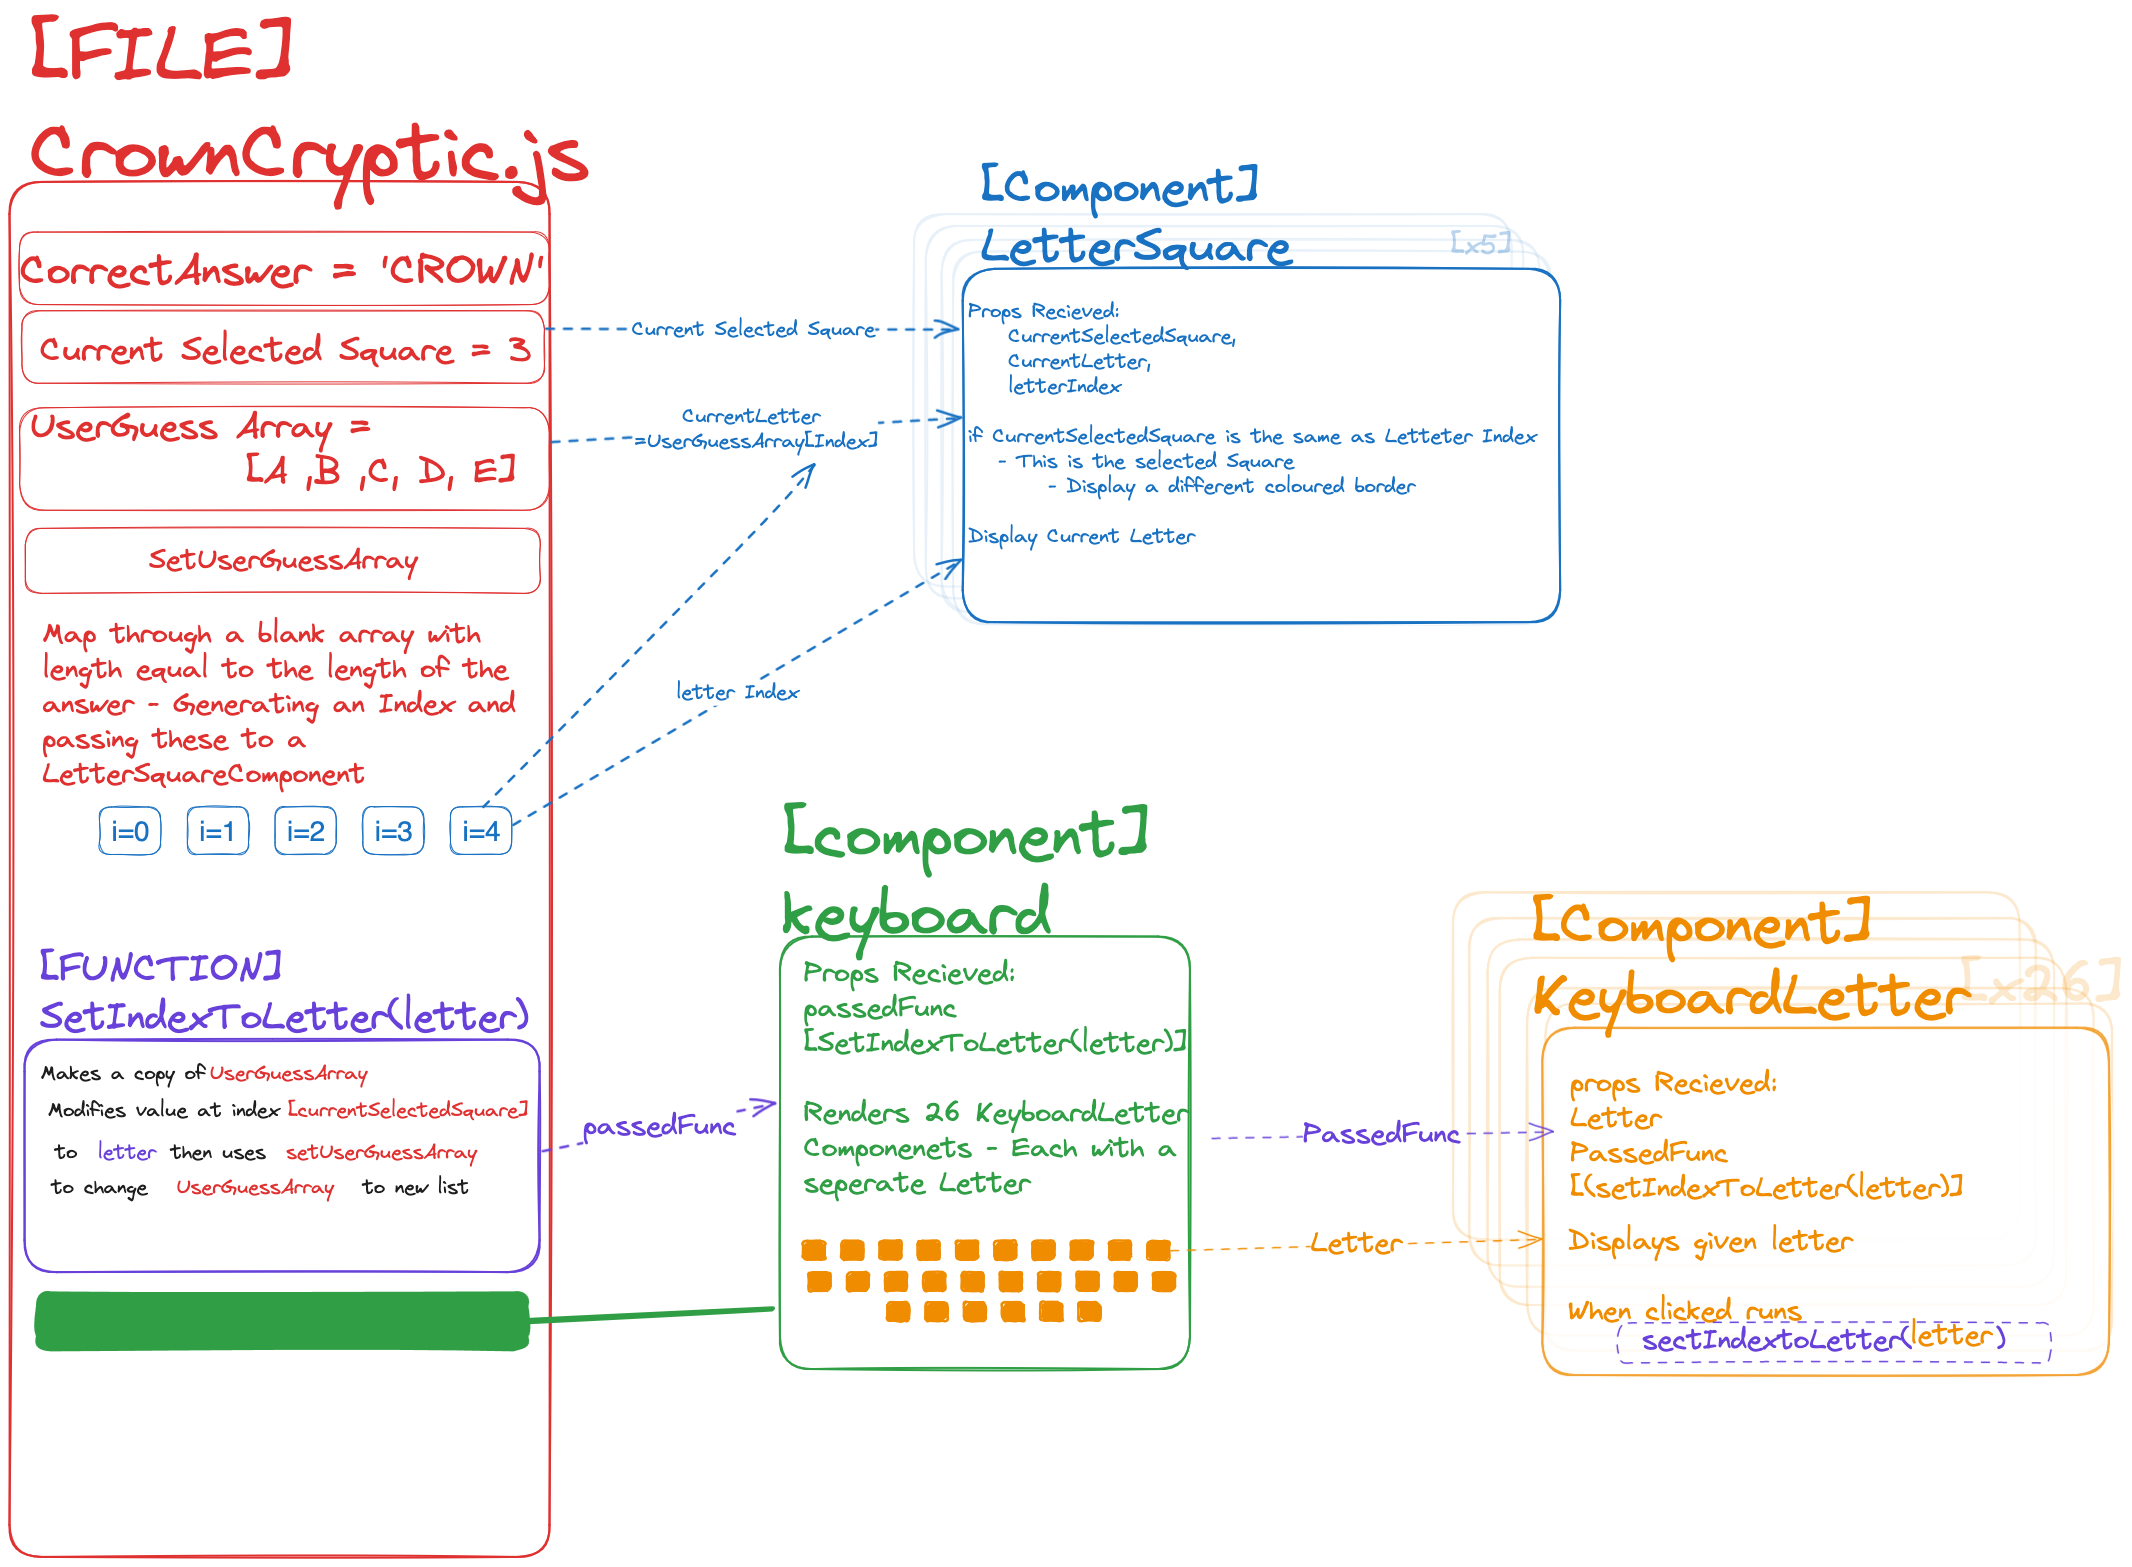 [FILE]
CrownCryptic.js
CorrectAnswer = 'CROWN'
Current Selected Square = 3
UserGuess Array =
[A ,B ,C, D, E]
SetUserGuessArray
Map through a blank array with
length equal to the length of the
answer - Generating an Index and
passing these to a
LetterSquareComponent
i=0 i=1 i=2 i=3 i=4
[FUNCTION]
SetIndexToLetter(letter)
Makes a copy of UserGuessArray
Modifies value at index [currentSelectedSquare]
to letter then uses setUserGuessArray
to change UserGuessArray to new list
Current Selected Square
CurrentLetter
=UserGuessArray[Index]
letter Index
[Component]
LetterSquare
[x5]
Props Recieved:
CurrentSelectedSquare,
CurrentLetter,
letterIndex
if CurrentSelectedSquare is the same as Letteter Index
- This is the selected Square
- Display a different coloured border
Display Current Letter
passedFunc
[component]
keyboard
Props Recieved:
passedFunc
[SetIndexToLetter(letter)]
Renders 26 KeyboardLetter
Componenets - Each with a
seperate Letter
PassedFunc
Letter
[Component]
KeyboardLetter
[x26]
props Recieved:
Letter
PassedFunc
[(setIndexToLetter(letter)]
Displays given letter
When clicked runs
sectIndextoLetter(letter)